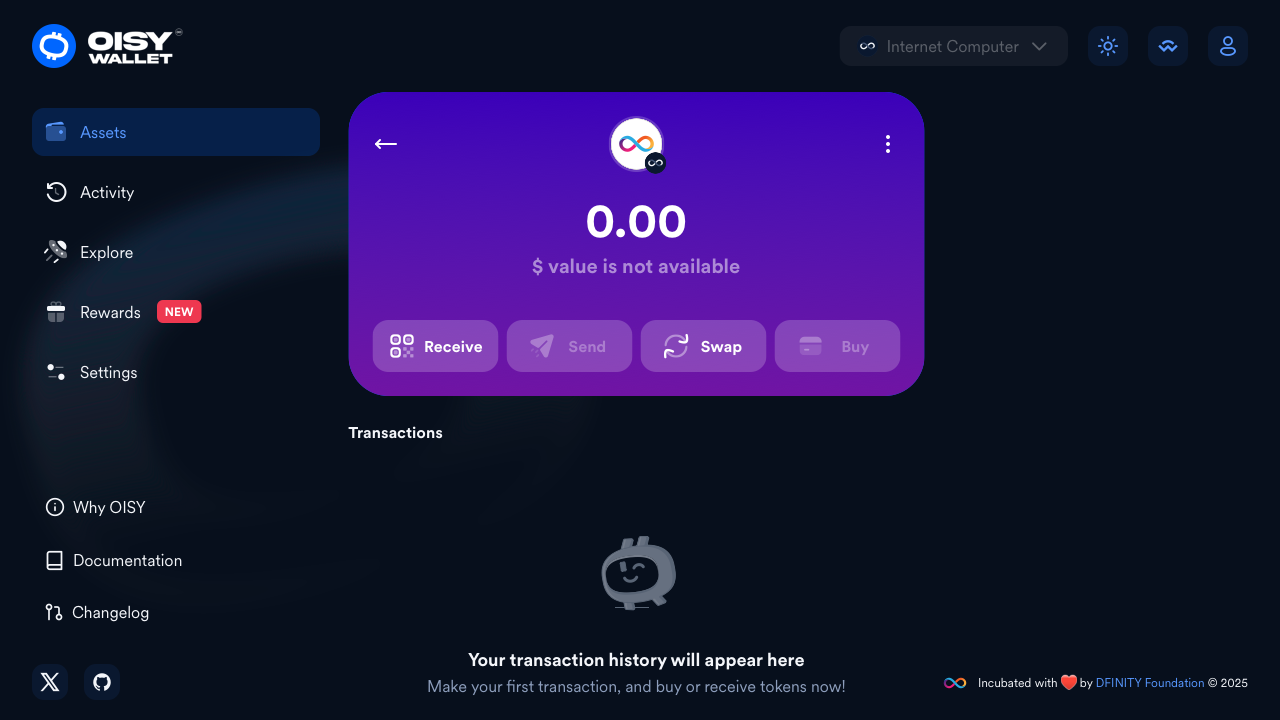 OISY
WALLET
Internet Computer
Assets
Activity
Explore
Rewards NEW
Settings
Why OISY
Documentation
Changelog
0.00
$ value is not available
Receive
Send
Swap
Buy
Transactions
Your transaction history will appear here
Make your first transaction, and buy or receive tokens now!
Incubated with ❤️ by DFINITY Foundation © 2025